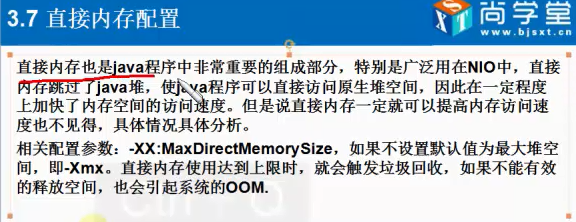 3.7 直接内存配置
尚学堂
www.bjsxt.cn
直接内存也是java程序中非常重要的组成部分，特别是广泛用在NIO中，直接
内存跳过了java堆，使java程序可以直接访问原生堆空间，因此在一定程度
上加快了内存空间的访问速度。但是说直接内存一定就可以提高内存访问速
度也不见得，具体情况具体分析。
相关配置参数：-XX:MaxDirectMemorySize，如果不设置默认值为最大堆空
间，即-Xmx。直接内存使用达到上限时，就会触发垃圾回收，如果不能有效
的释放空间，也会引起系统的OOM.